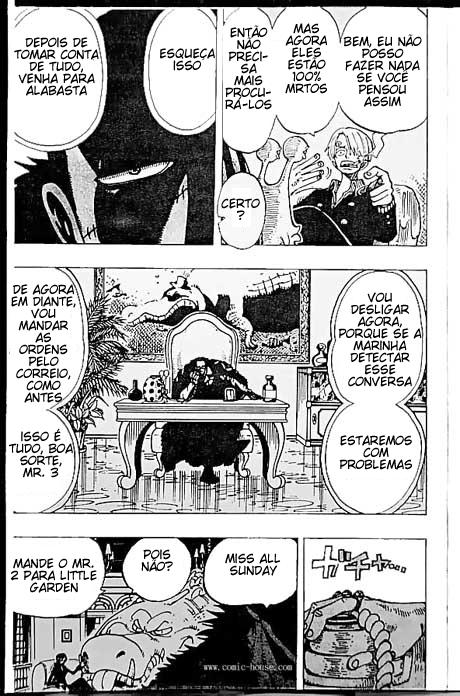 BEM, EU NÃO
POSSO
FAZER NADA
SE VOCÊ
PENSOU
ASSIM
MAS
AGORA
ELES
ESTÃO
100%
MRTOS
ENTÃO
NÃO
PRECI-
SA
MAIS
PROCU-
RÁ-LOS
CERTO
?
ESQUEÇA
ISSO
DEPOIS DE
TOMAR CONTA
DE TUDO,
VENHA PARA
ALABASTA
VOU
DESLIGAR
AGORA,
PORQUE SE A
MARINHA
DETECTAR
ESSE
CONVERSA
ESTAREMOS
COM
PROBLEMAS
DE AGORA
EM DIANTE,
VOU
MANDAR
AS
ORDENS
PELO
CORREIO,
COMO
ANTES
ISSO É
TUDO, BOA
SORTE,
MR. 3
ガチャ...
MISS ALL
SUNDAY
POIS
NÃO?
MANDE O MR.
2 PARA LITTLE
GARDEN
www.comic-house.com